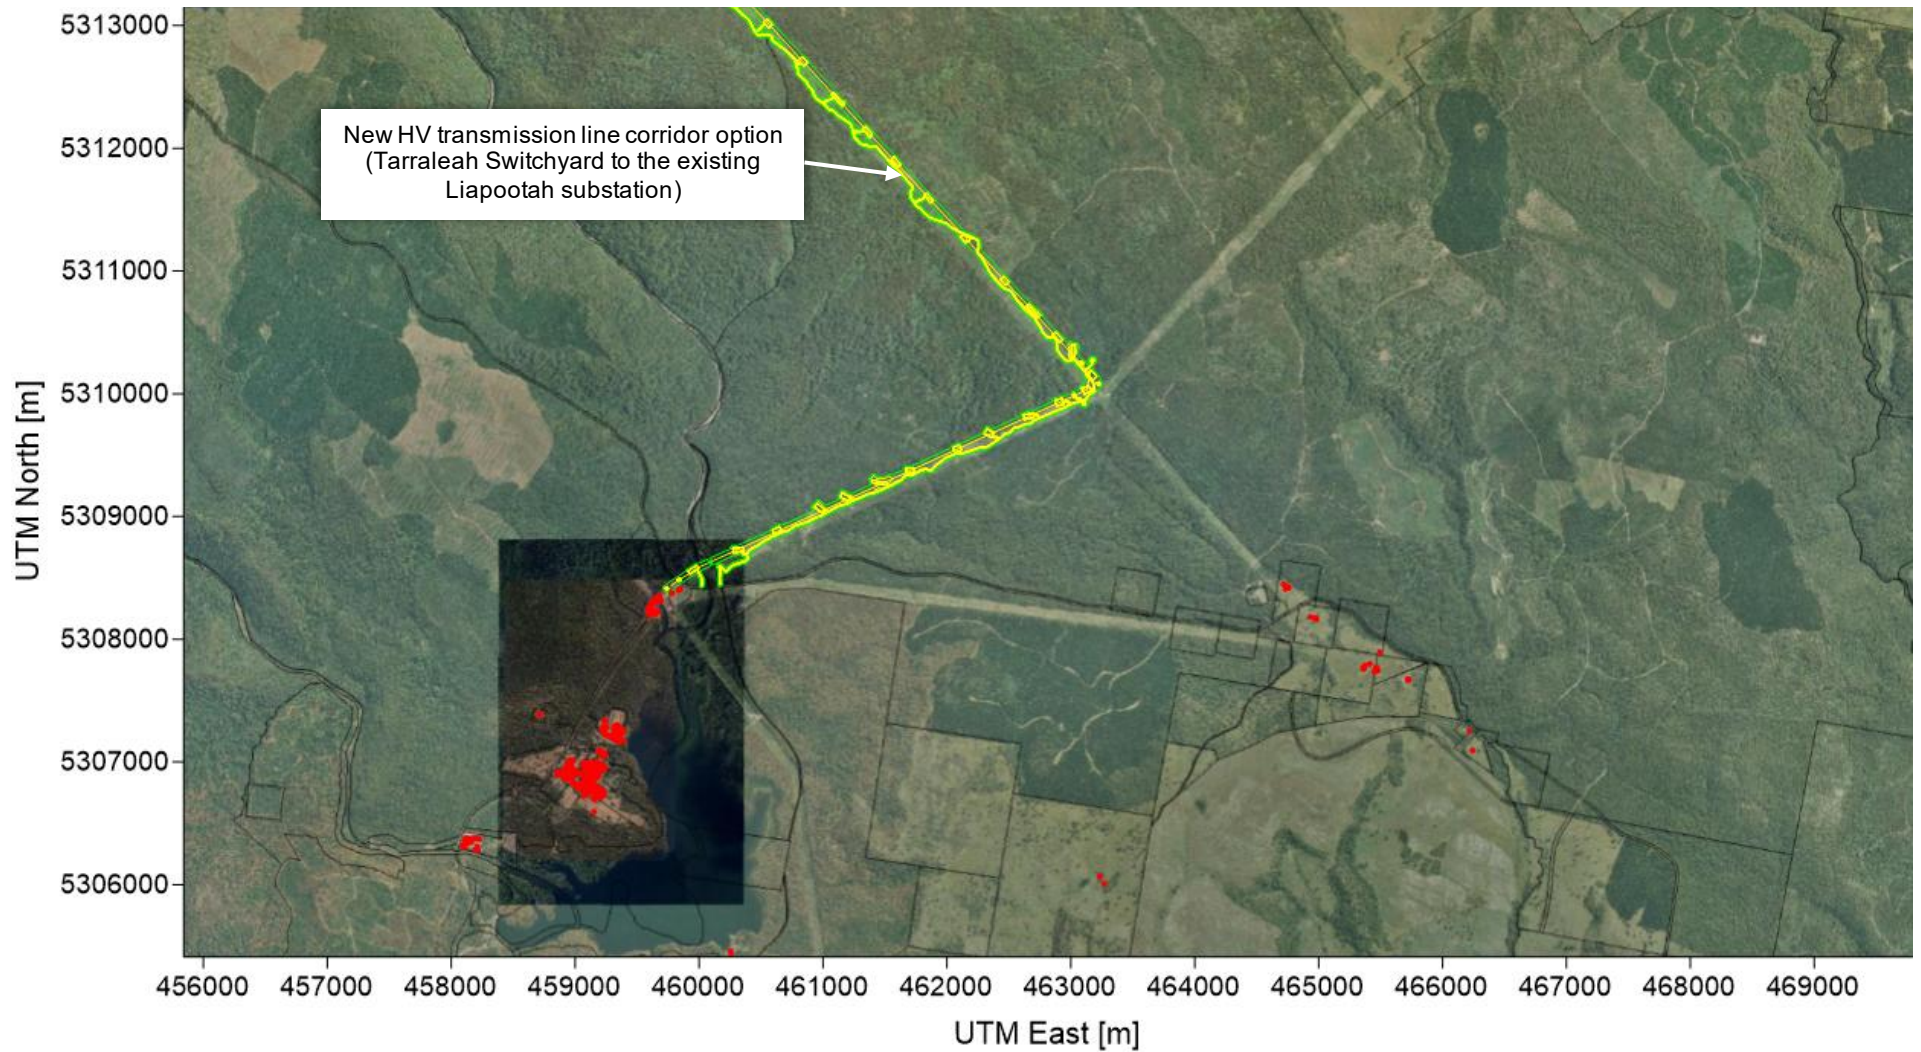 5313000
5312000
5311000
5310000
5309000
5308000
5307000
5306000
UTM North [m]
New HV transmission line corridor option
(Tarraleah Switchyard to the existing
Liapootah substation)
456000 457000 458000 459000 460000 461000 462000 463000 464000 465000 466000 467000 468000 469000
UTM East [m]